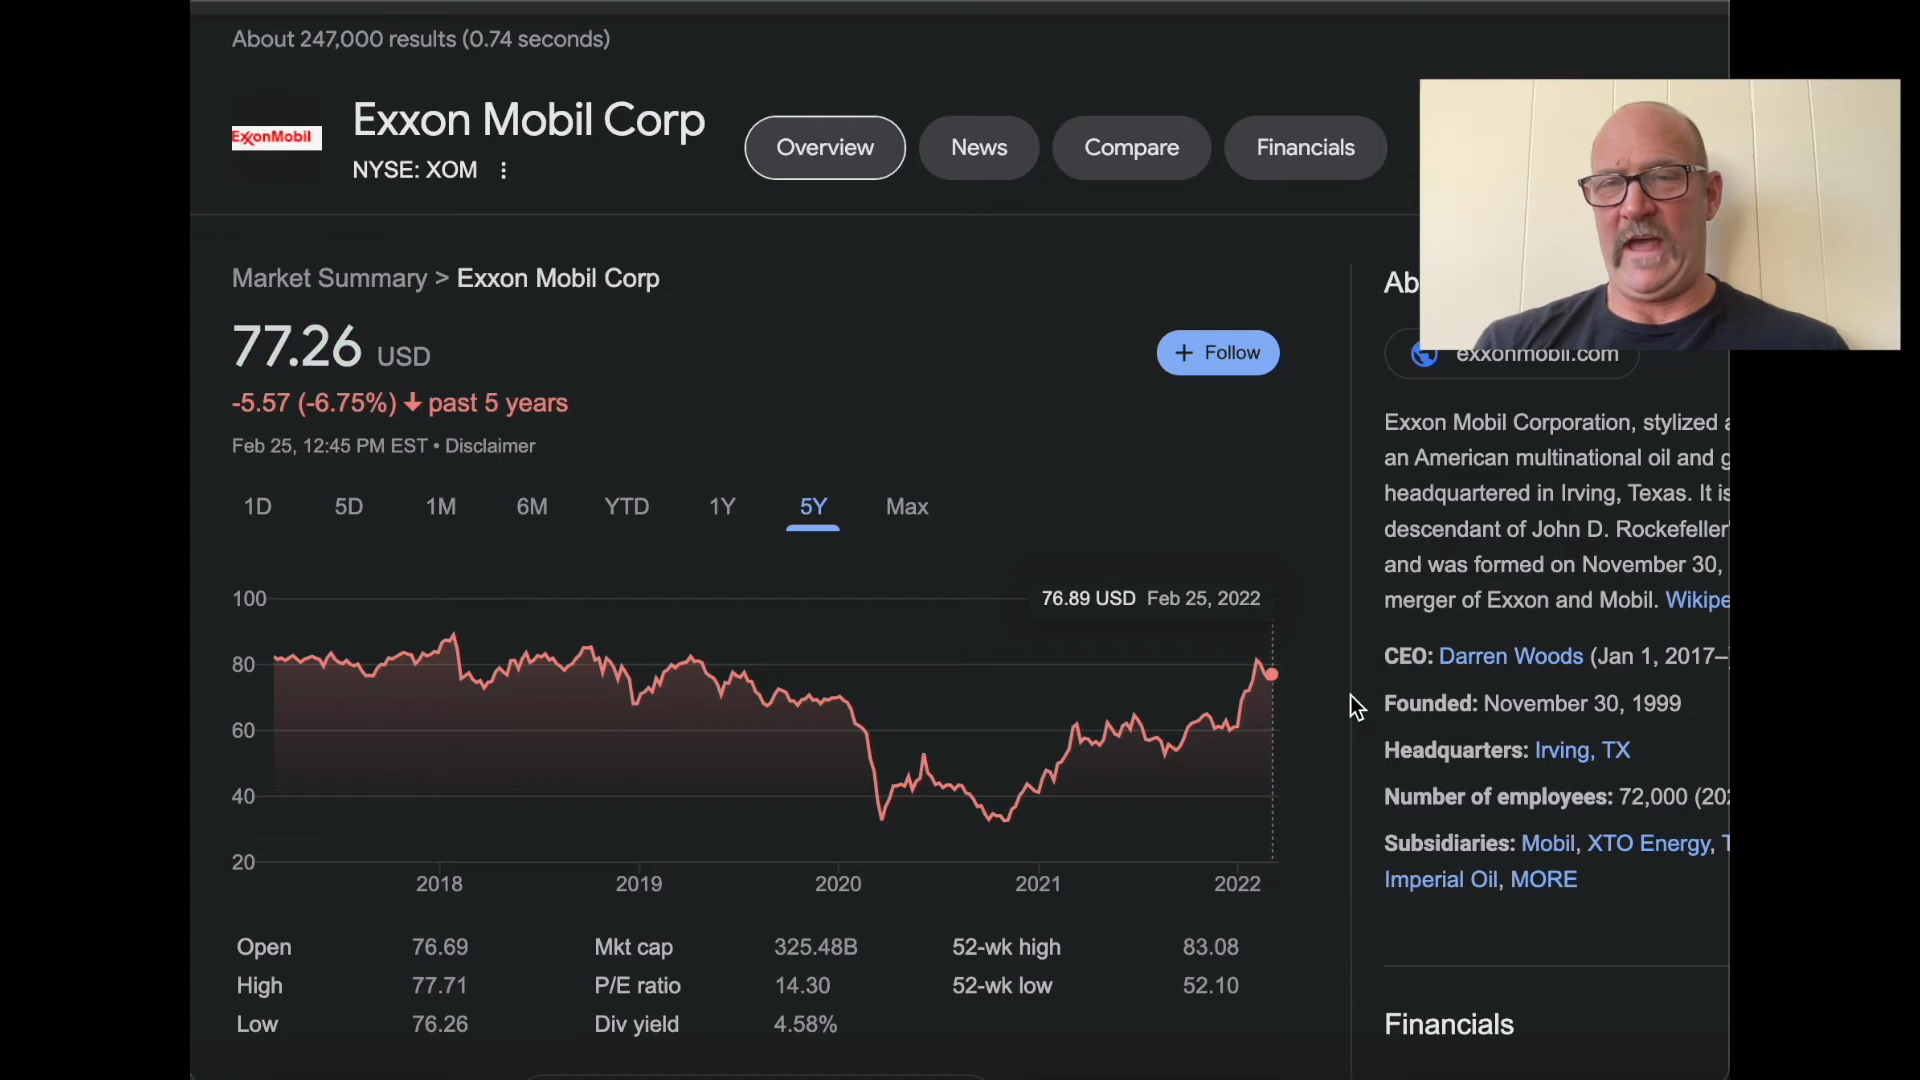 About 247,000 results (0.74 seconds)
ExxonMobil
Exxon Mobil Corp
NYSE: XOM
Overview
News
Compare
Financials
Market Summary > Exxon Mobil Corp
77.26 USD
+ Follow
-5.57 (-6.75%) past 5 years
Feb 25, 12:45 PM EST • Disclaimer
1D 5D 1M 6M YTD 1Y 5Y Max
76.89 USD Feb 25, 2022
100
80
60
40
20
2018 2019 2020 2021 2022
Open 76.69 Mkt cap 325.48B 52-wk high 83.08
High 77.71 P/E ratio 14.30 52-wk low 52.10
Low 76.26 Div yield 4.58%
Ab
exxonmobil.com
Exxon Mobil Corporation, stylized
an American multinational oil and g
headquartered in Irving, Texas. It is
descendant of John D. Rockefeller'
and was formed on November 30,
merger of Exxon and Mobil. Wikipe
CEO: Darren Woods (Jan 1, 2017–
Founded: November 30, 1999
Headquarters: Irving, TX
Number of employees: 72,000 (20
Subsidiaries: Mobil, XTO Energy,
Imperial Oil, MORE
Financials